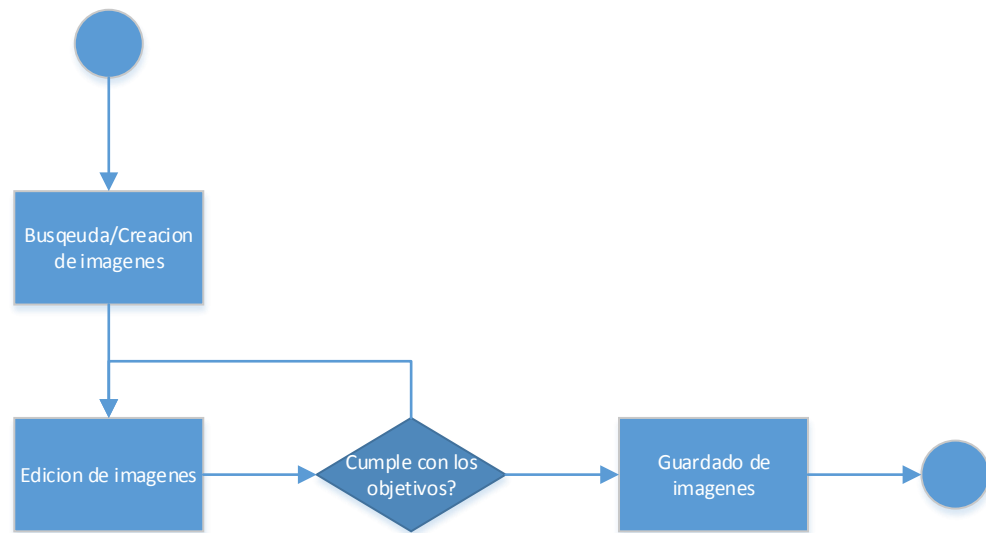 Busqeuda/Creacion
de imagenes
Edicion de imagenes
Cumple con los
objetivos?
Guardado de
imagenes